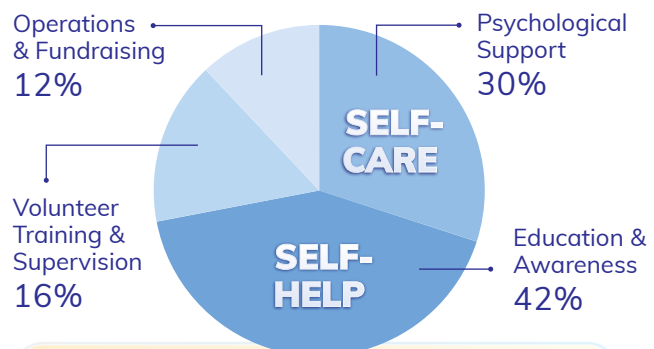 Operations
& Fundraising
12%
Psychological
Support
30%
SELF-
CARE
Volunteer
Training &
Supervision
16%
SELF-
HELP
Education &
Awareness
42%